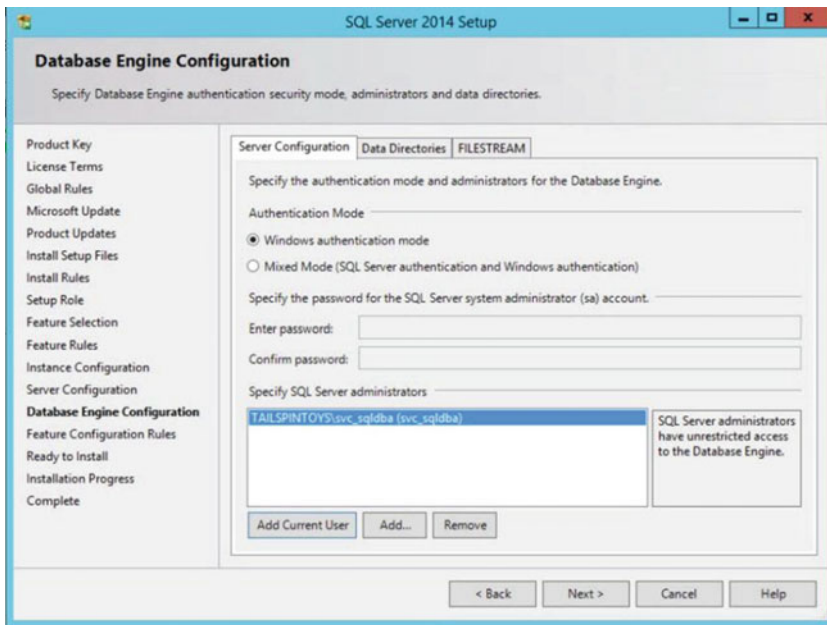 SQL Server 2014 Setup
Database Engine Configuration
Specify Database Engine authentication security mode, administrators and data directories.
Product Key
License Terms
Global Rules
Microsoft Update
Product Updates
Install Setup Files
Install Rules
Setup Role
Feature Selection
Feature Rules
Instance Configuration
Server Configuration
Database Engine Configuration
Feature Configuration Rules
Ready to Install
Installation Progress
Complete
Server Configuration Data Directories FILESTREAM
Specify the authentication mode and administrators for the Database Engine.
Authentication Mode
Windows authentication mode
Mixed Mode (SQL Server authentication and Windows authentication)
Specify the password for the SQL Server system administrator (sa) account.
Enter password:
Confirm password:
Specify SQL Server administrators
TAILSPINTOYS\svc_sqldba (svc_sqldba)
SQL Server administrators
have unrestricted access
to the Database Engine.
Add Current User Add... Remove
< Back Next > Cancel Help